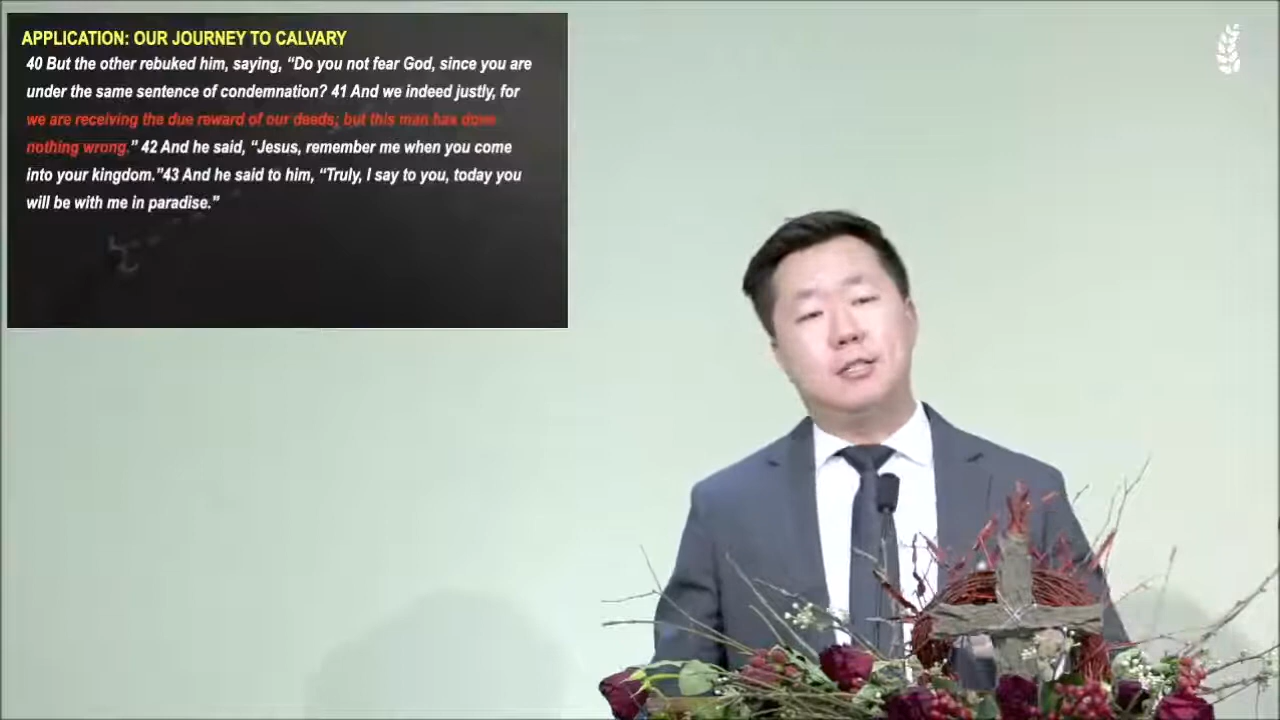 APPLICATION: OUR JOURNEY TO CALVARY
40 But the other rebuked him, saying, “Do you not fear God, since you are
under the same sentence of condemnation? 41 And we indeed justly, for
we are receiving the due reward of our deeds; but this man has done
nothing wrong.” 42 And he said, “Jesus, remember me when you come
into your kingdom.”43 And he said to him, “Truly, I say to you, today you
will be with me in paradise.”